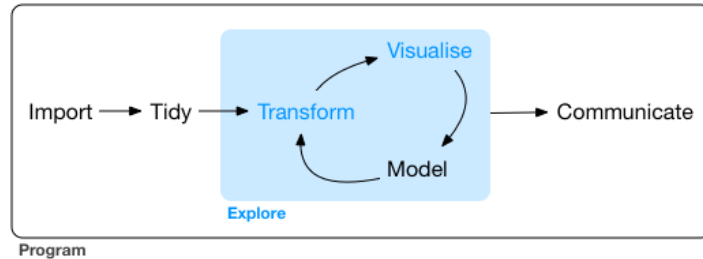 Visualise
Import
Tidy
Transform
Communicate
Model
Explore
Program